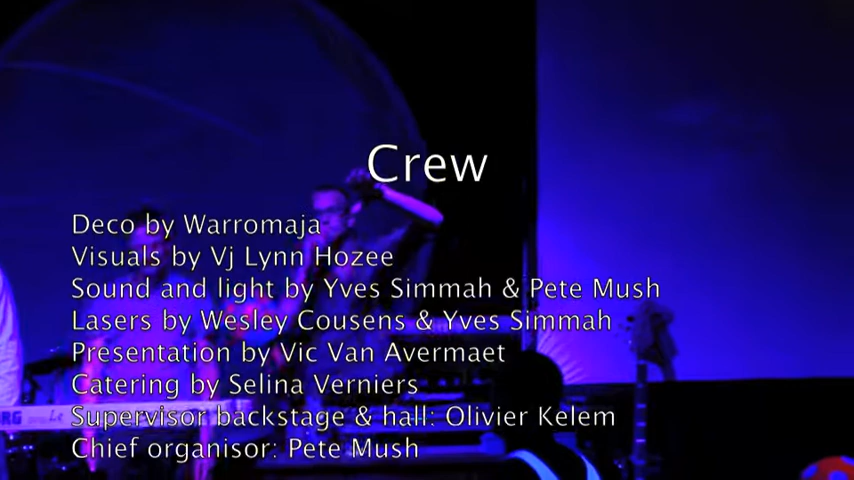 Crew
Deco by Warromaja
Visuals by Vj Lynn Hozee
Sound and light by Yves Simmah & Pete Mush
Lasers by Wesley Cousens & Yves Simmah
Presentation by Vic Van Avermaet
Catering by Selina Verniers
Supervisor backstage & hall: Olivier Kelem
Chief organisor: Pete Mush